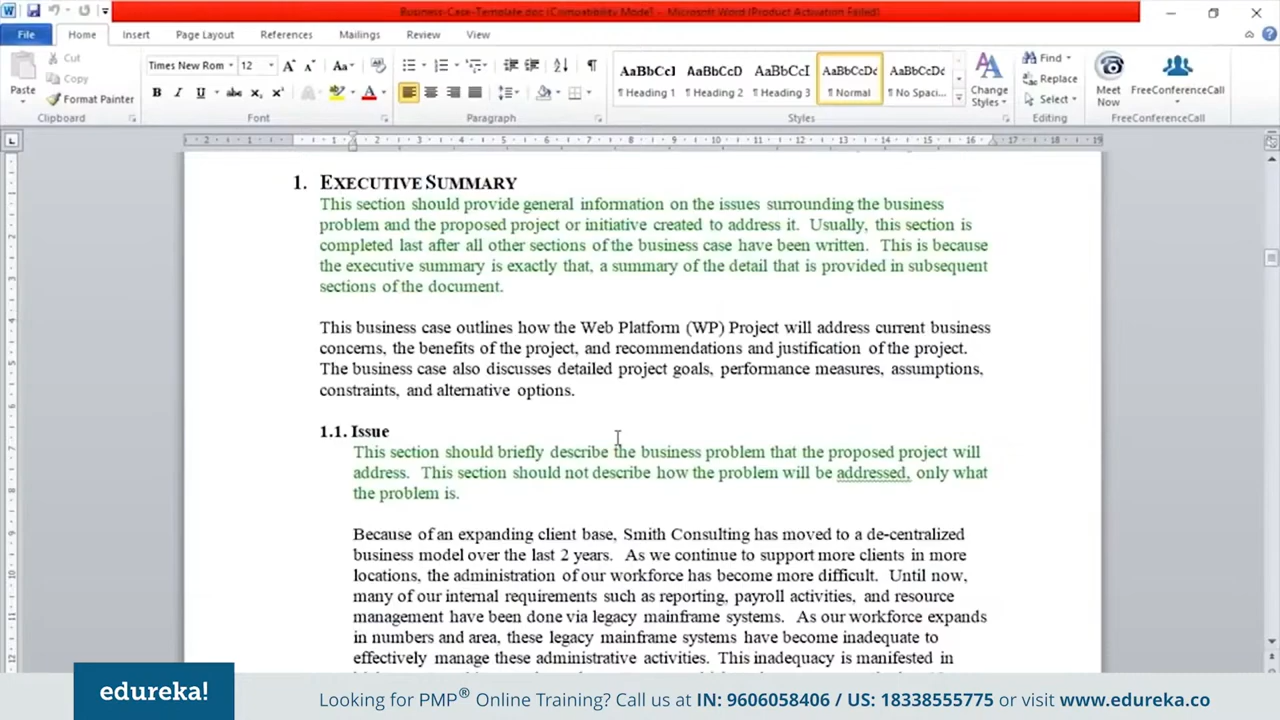 Business-Case-Template.doc [Compatibility Mode] - Microsoft Word (Product Activation Failed)
File Home Insert Page Layout References Mailings Review View
Paste
Cut
Copy
Format Painter
Clipboard
Times New Rom 12
B I U abc x₂ x²
Font
Paragraph
AaBbCcI AaBbCcD AaBbCcI AaBbCcDc AaBbCcDc
¶ Heading 1 ¶ Heading 2 ¶ Heading 3 ¶ Normal ¶ No Spaci...
Styles
Change
Styles
Find
Replace
Select
Editing
Meet
Now
FreeConferenceCall
FreeConferenceCall
1. EXECUTIVE SUMMARY
This section should provide general information on the issues surrounding the business
problem and the proposed project or initiative created to address it. Usually, this section is
completed last after all other sections of the business case have been written. This is because
the executive summary is exactly that, a summary of the detail that is provided in subsequent
sections of the document.
This business case outlines how the Web Platform (WP) Project will address current business
concerns, the benefits of the project, and recommendations and justification of the project.
The business case also discusses detailed project goals, performance measures, assumptions,
constraints, and alternative options.
1.1. Issue
This section should briefly describe the business problem that the proposed project will
address. This section should not describe how the problem will be addressed, only what
the problem is.
Because of an expanding client base, Smith Consulting has moved to a de-centralized
business model over the last 2 years. As we continue to support more clients in more
locations, the administration of our workforce has become more difficult. Until now,
many of our internal requirements such as reporting, payroll activities, and resource
management have been done via legacy mainframe systems. As our workforce expands
in numbers and area, these legacy mainframe systems have become inadequate to
effectively manage these administrative activities. This inadequacy is manifested in
edureka!
Looking for PMP® Online Training? Call us at IN: 9606058406 / US: 18338555775 or visit www.edureka.co